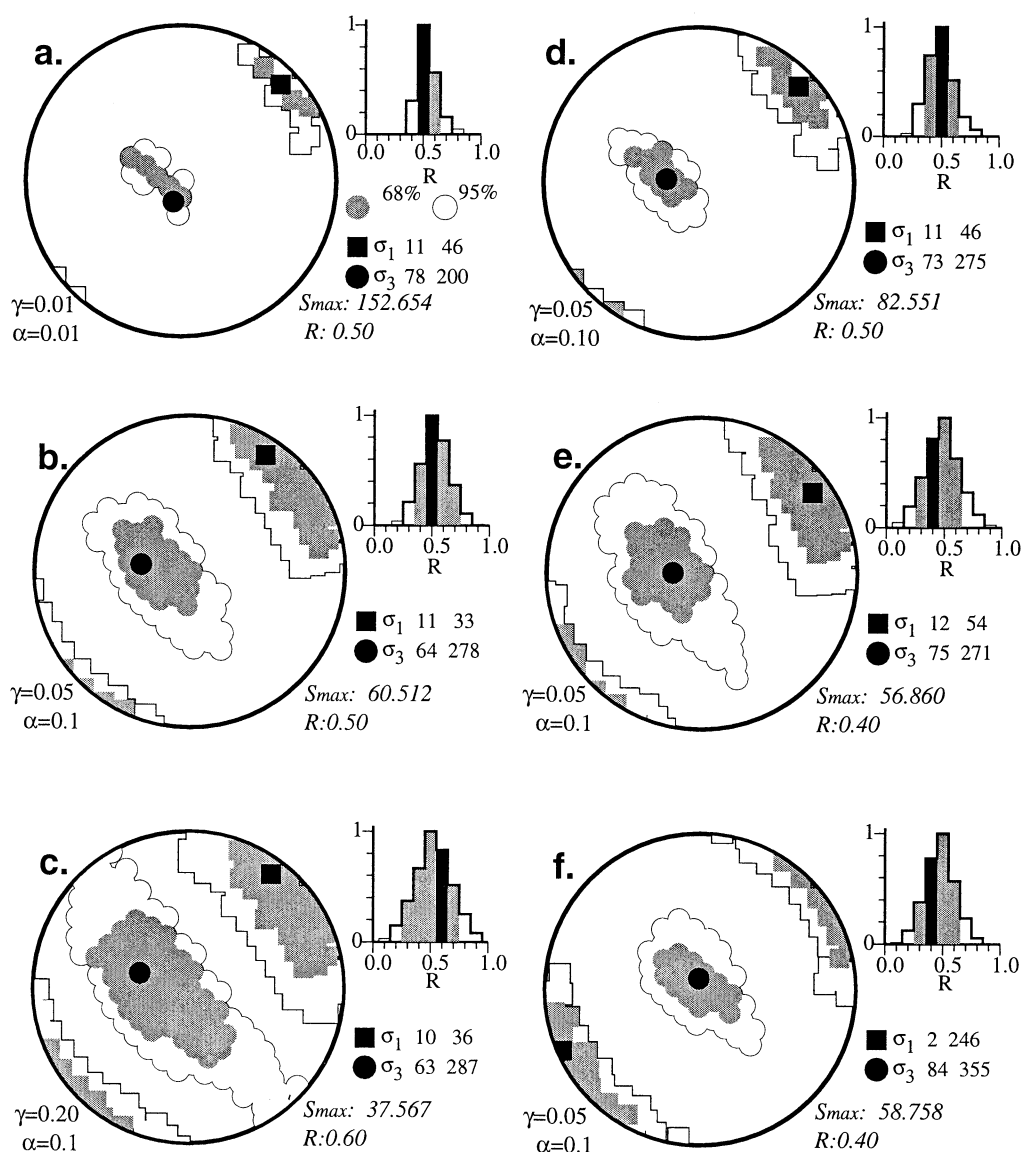 a.
1
0
0.0 0.5 1.0
R
68% 95%
σ1 11 46
σ3 78 200
γ=0.01
α=0.01
Smax: 152.654
R: 0.50
d.
1
0
0.0 0.5 1.0
R
σ1 11 46
σ3 73 275
γ=0.05
α=0.10
Smax: 82.551
R: 0.50
b.
1
0
0.0 0.5 1.0
R
σ1 11 33
σ3 64 278
γ=0.05
α=0.1
Smax: 60.512
R:0.50
e.
1
0
0.0 0.5 1.0
R
σ1 12 54
σ3 75 271
γ=0.05
α=0.1
Smax: 56.860
R:0.40
c.
1
0
0.0 0.5 1.0
R
σ1 10 36
σ3 63 287
γ=0.20
α=0.1
Smax: 37.567
R:0.60
f.
1
0
0.0 0.5 1.0
R
σ1 2 246
σ3 84 355
γ=0.05
α=0.1
Smax: 58.758
R:0.40